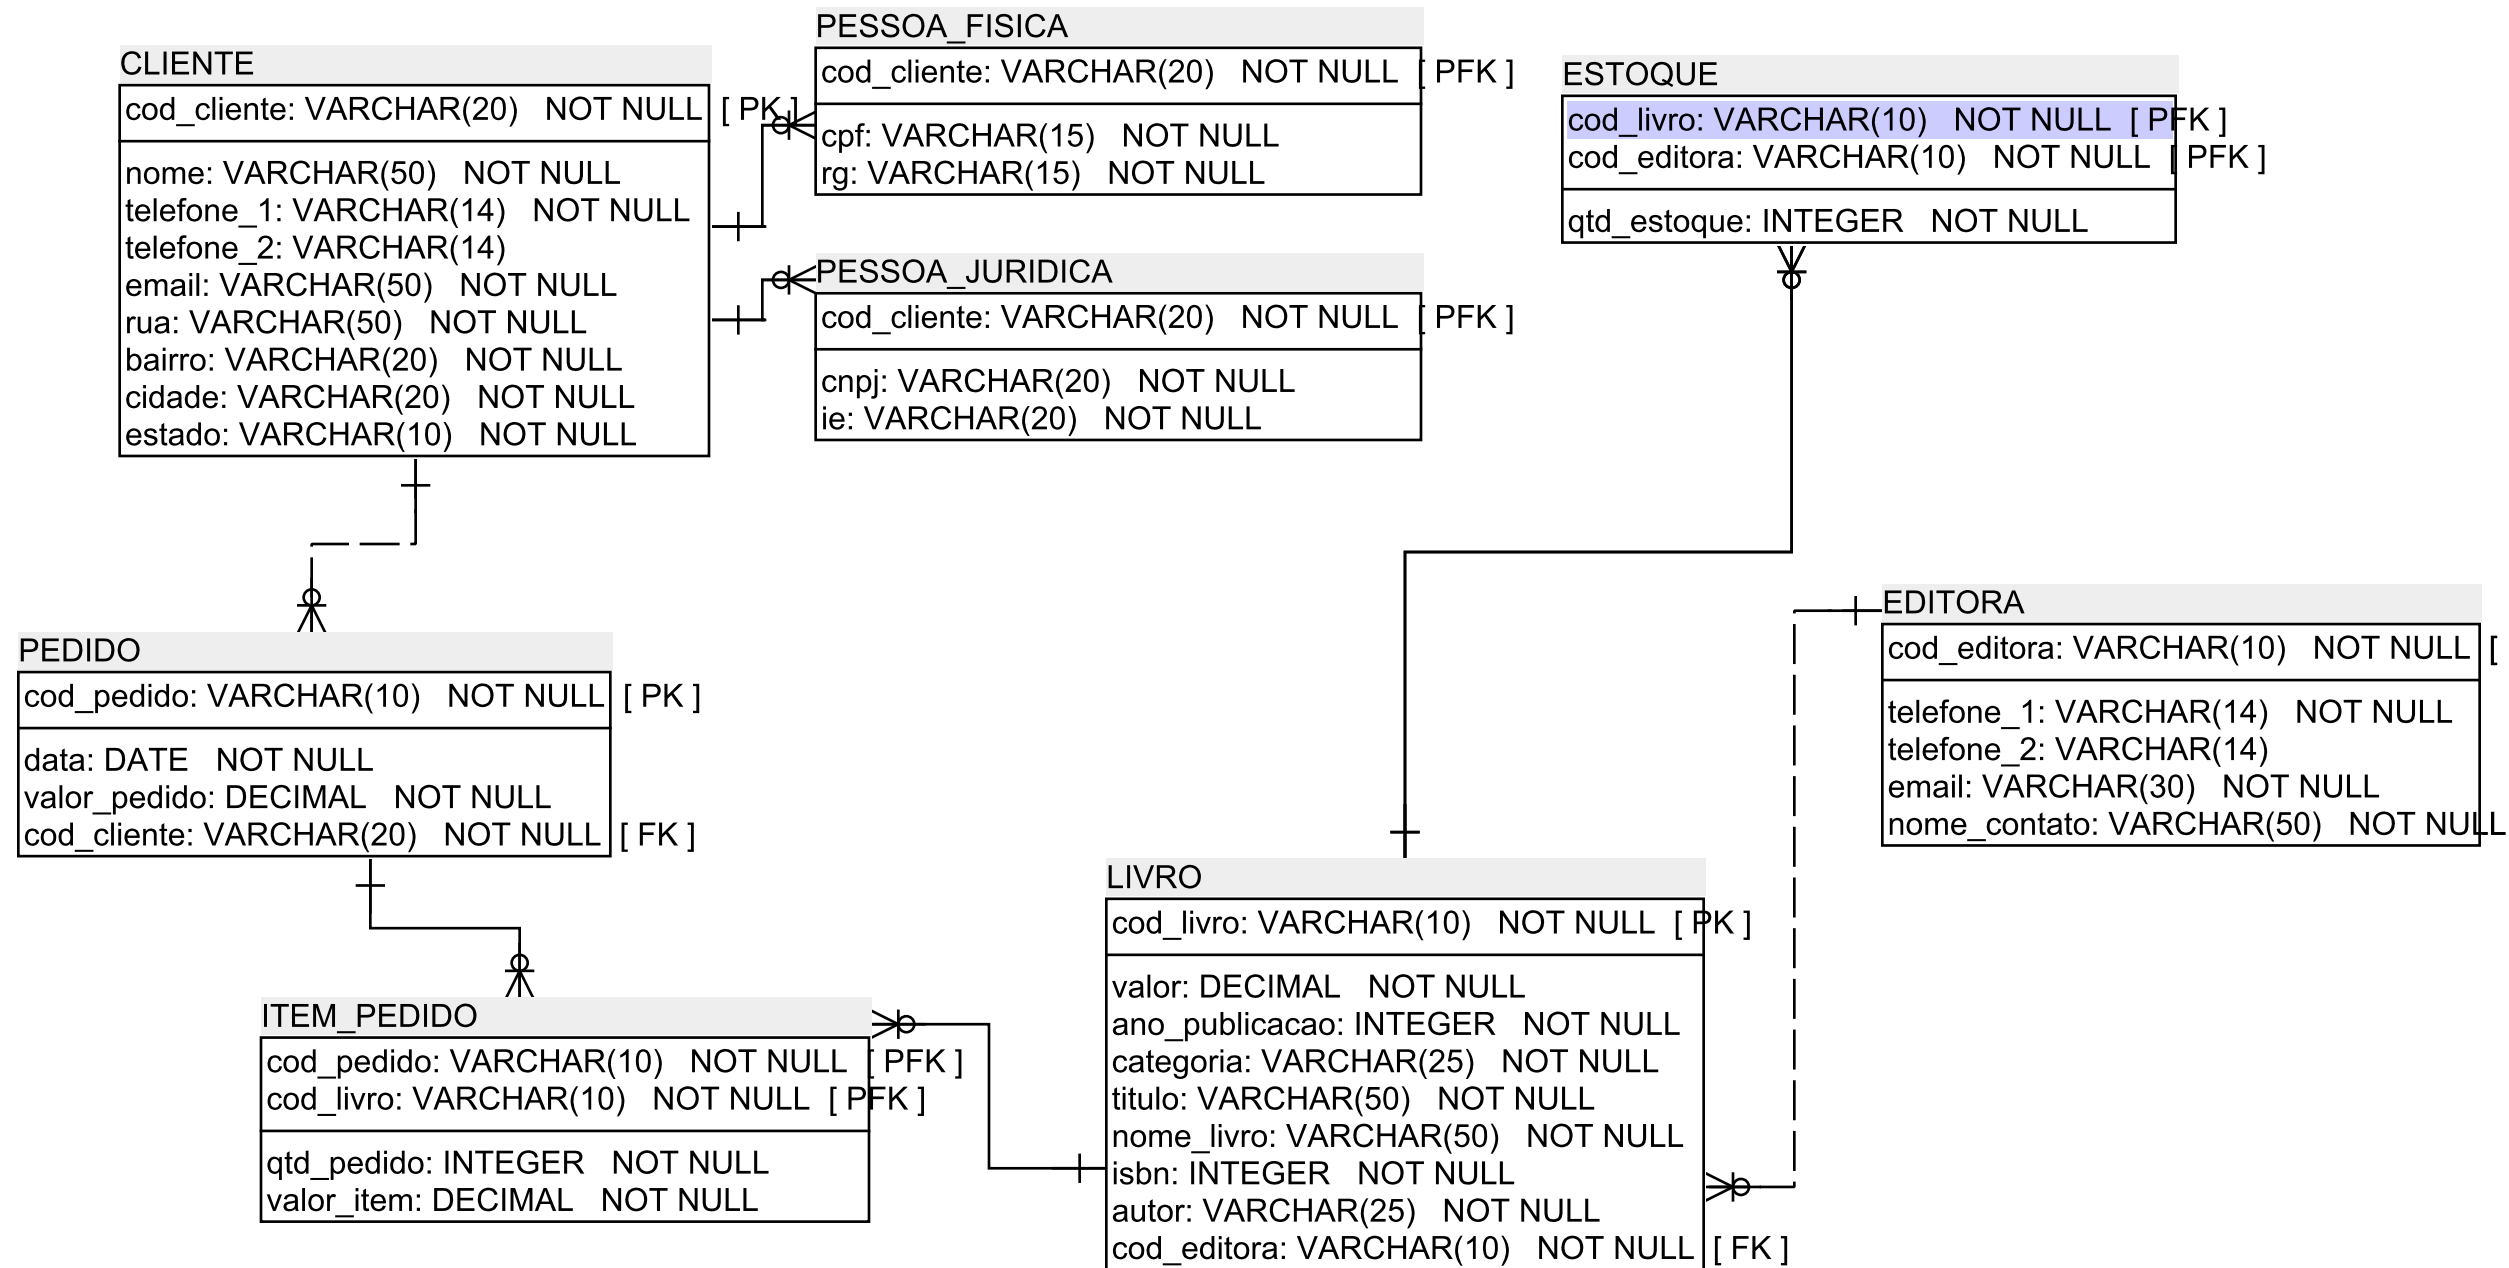 CLIENTE
cod_cliente: VARCHAR(20) NOT NULL [ PK ]
nome: VARCHAR(50) NOT NULL
telefone_1: VARCHAR(14) NOT NULL
telefone_2: VARCHAR(14)
email: VARCHAR(50) NOT NULL
rua: VARCHAR(50) NOT NULL
bairro: VARCHAR(20) NOT NULL
cidade: VARCHAR(20) NOT NULL
estado: VARCHAR(10) NOT NULL
PESSOA_FISICA
cod_cliente: VARCHAR(20) NOT NULL [ PFK ]
cpf: VARCHAR(15) NOT NULL
rg: VARCHAR(15) NOT NULL
PESSOA_JURIDICA
cod_cliente: VARCHAR(20) NOT NULL [ PFK ]
cnpj: VARCHAR(20) NOT NULL
ie: VARCHAR(20) NOT NULL
ESTOQUE
cod_livro: VARCHAR(10) NOT NULL [ PFK ]
cod_editora: VARCHAR(10) NOT NULL [ PFK ]
qtd_estoque: INTEGER NOT NULL
EDITORA
cod_editora: VARCHAR(10) NOT NULL [
telefone_1: VARCHAR(14) NOT NULL
telefone_2: VARCHAR(14)
email: VARCHAR(30) NOT NULL
nome_contato: VARCHAR(50) NOT NULL
PEDIDO
cod_pedido: VARCHAR(10) NOT NULL [ PK ]
data: DATE NOT NULL
valor_pedido: DECIMAL NOT NULL
cod_cliente: VARCHAR(20) NOT NULL [ FK ]
ITEM_PEDIDO
cod_pedido: VARCHAR(10) NOT NULL [ PFK ]
cod_livro: VARCHAR(10) NOT NULL [ PFK ]
qtd_pedido: INTEGER NOT NULL
valor_item: DECIMAL NOT NULL
LIVRO
cod_livro: VARCHAR(10) NOT NULL [ PK ]
valor: DECIMAL NOT NULL
ano_publicacao: INTEGER NOT NULL
categoria: VARCHAR(25) NOT NULL
titulo: VARCHAR(50) NOT NULL
nome_livro: VARCHAR(50) NOT NULL
isbn: INTEGER NOT NULL
autor: VARCHAR(25) NOT NULL
cod_editora: VARCHAR(10) NOT NULL [ FK ]